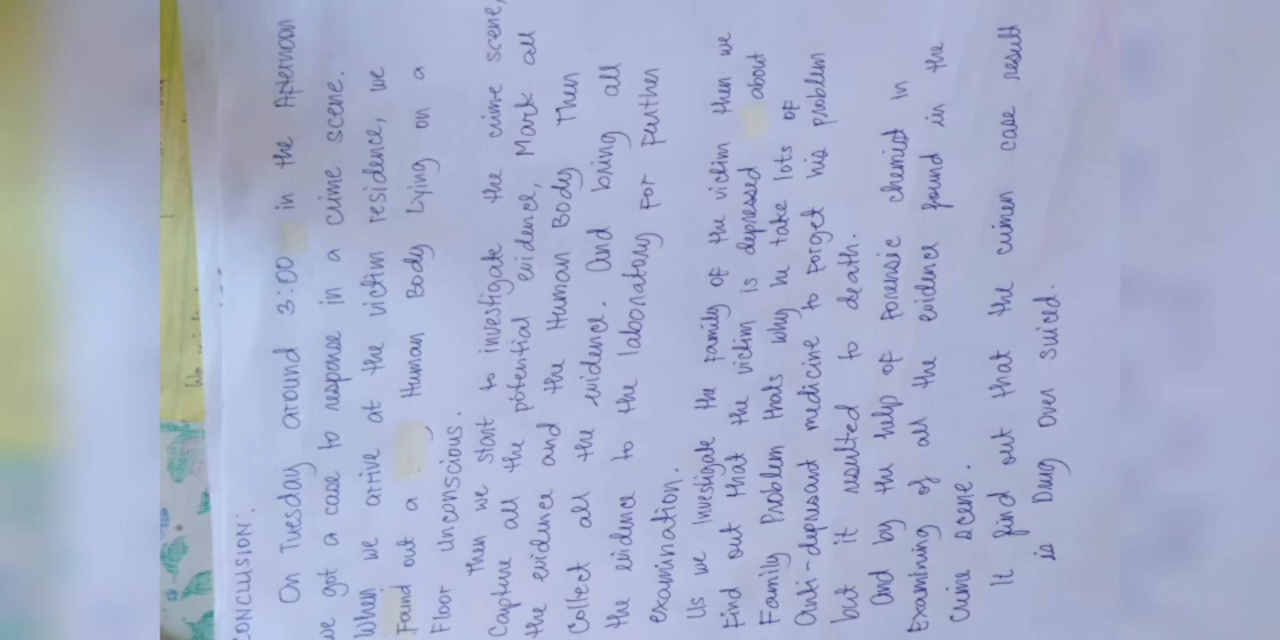 CONCLUSION:
On Tuesday around 3:00 in the Afternoon
we got a case to response in a crime scene.
When we arrive at the victim residence, we
Found out a Human Body Lying on a
Floor unconscious.
Then we start to investigate the crime scene,
Capture all the potential evidence, Mark all
the evidence and the Human Body Then
Collect all the evidence. And bring all
the evidence to the laboratory For Further
examination.
Us we investigate the Family OF the victim then we
Find out that the victim is depressed about
Family Problem thats why he take lots OF
Anti-depresant medicine to Forget his problem
but it resulted to death.
And by the help OF Forensic chemist in
Examining of all the evidence found in the
Crime scene.
It find out that the crimen case result
is Drug Over suiced.